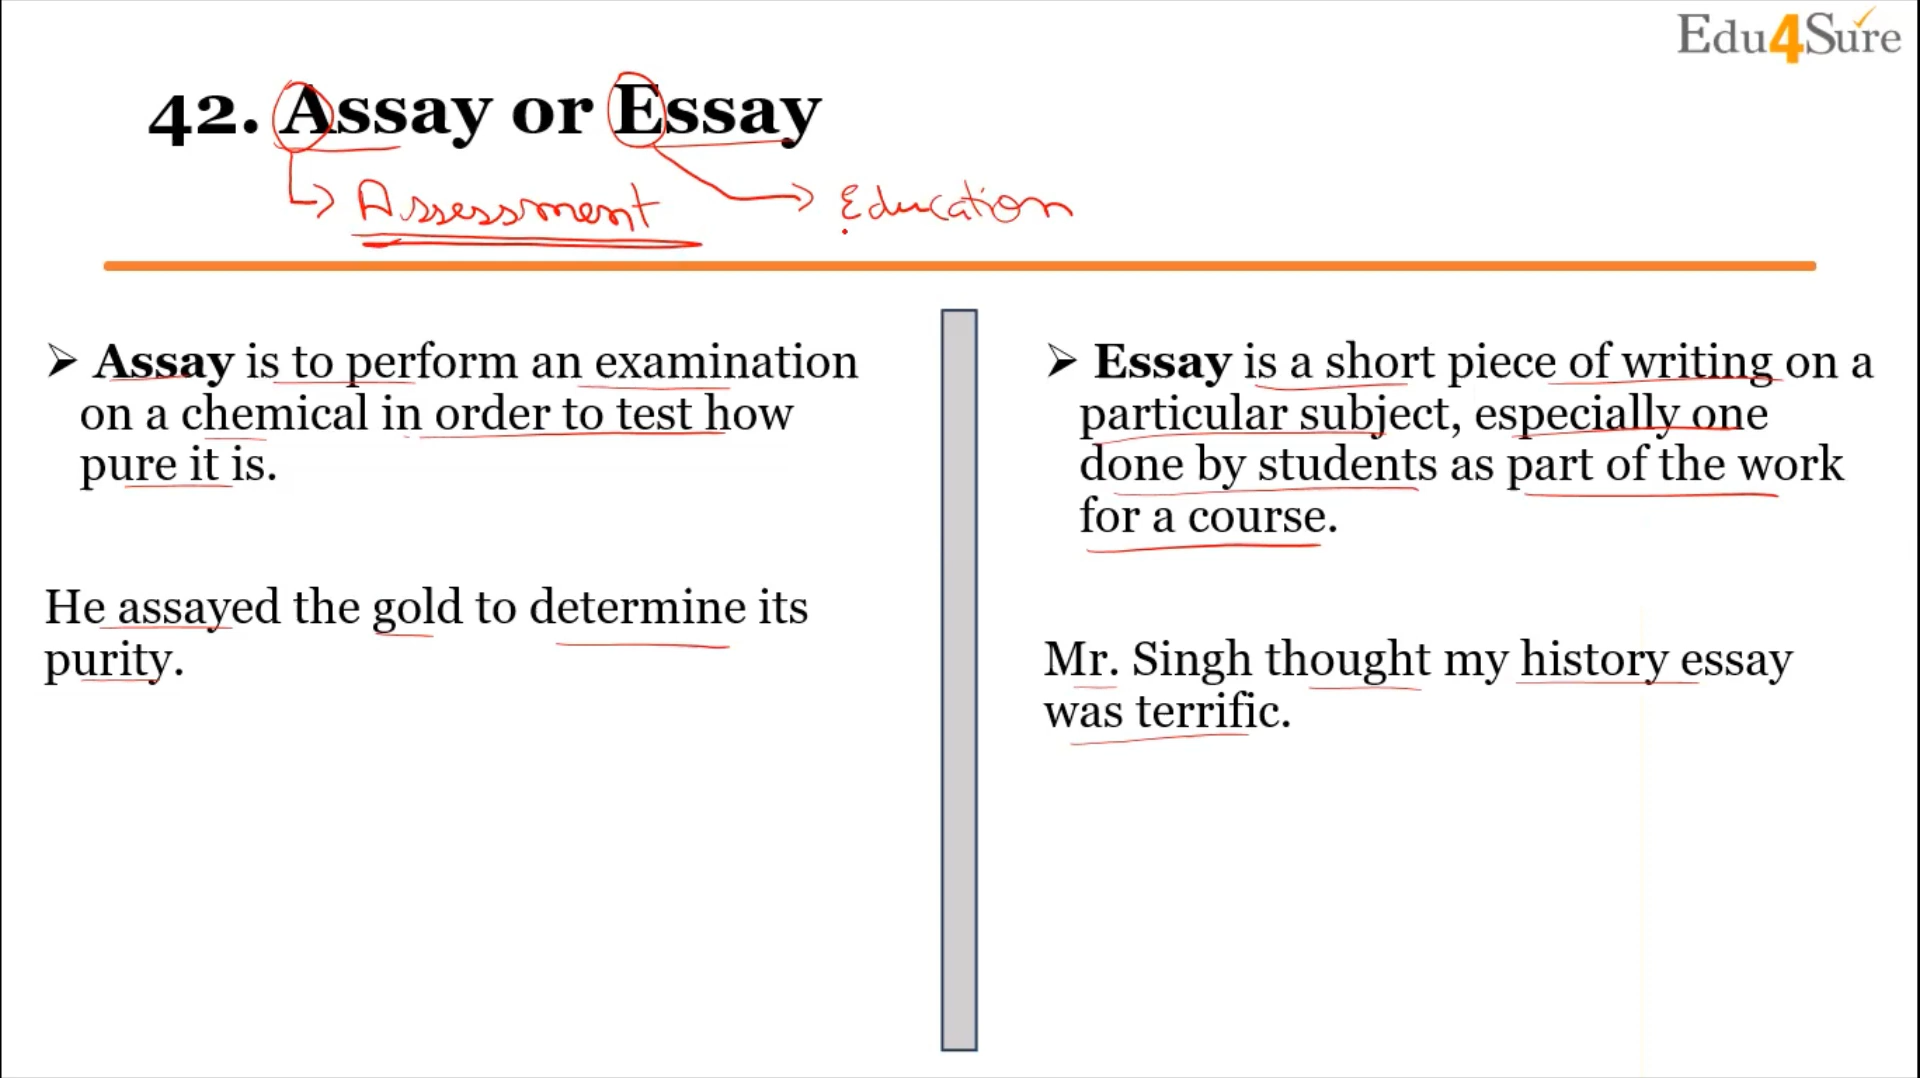 Edu4Sure
42. Assay or Essay
Assessment
Education
Assay is to perform an examination
on a chemical in order to test how
pure it is.
He assayed the gold to determine its
purity.
Essay is a short piece of writing on a
particular subject, especially one
done by students as part of the work
for a course.
Mr. Singh thought my history essay
was terrific.